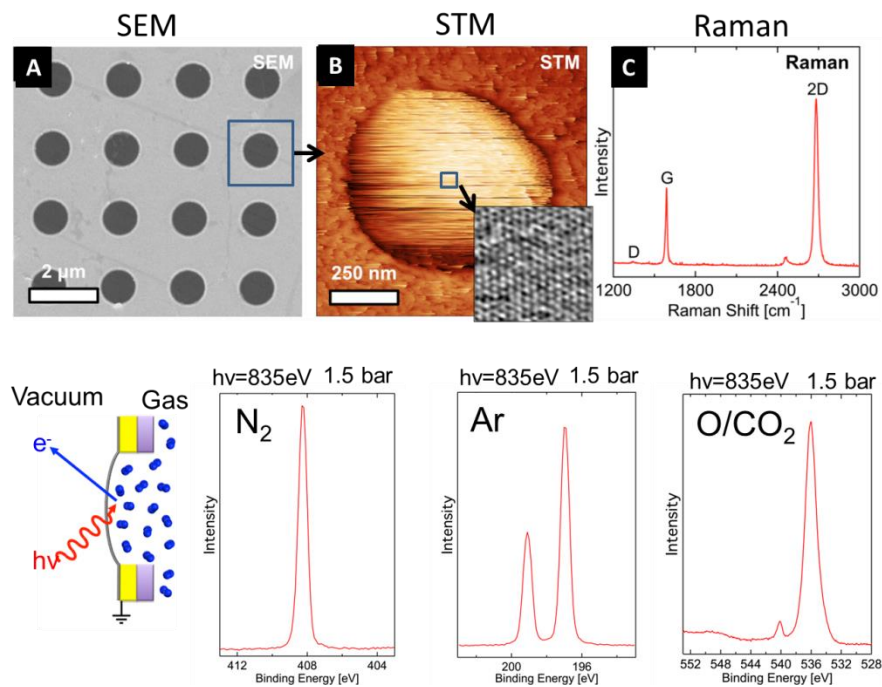 SEM
STM
Raman
A
SEM
2 µm
B
STM
250 nm
C
Raman
2D
G
D
Intensity
1200 1800 2400 3000
Raman Shift [cm⁻¹]
Vacuum Gas
e⁻
hν
hν=835eV 1.5 bar
N₂
Intensity
412 408 404
Binding Energy [eV]
hν=835eV 1.5 bar
Ar
Intensity
200 196
Binding Energy [eV]
hν=835eV 1.5 bar
O/CO₂
Intensity
552 548 544 540 536 532 528
Binding Energy [eV]